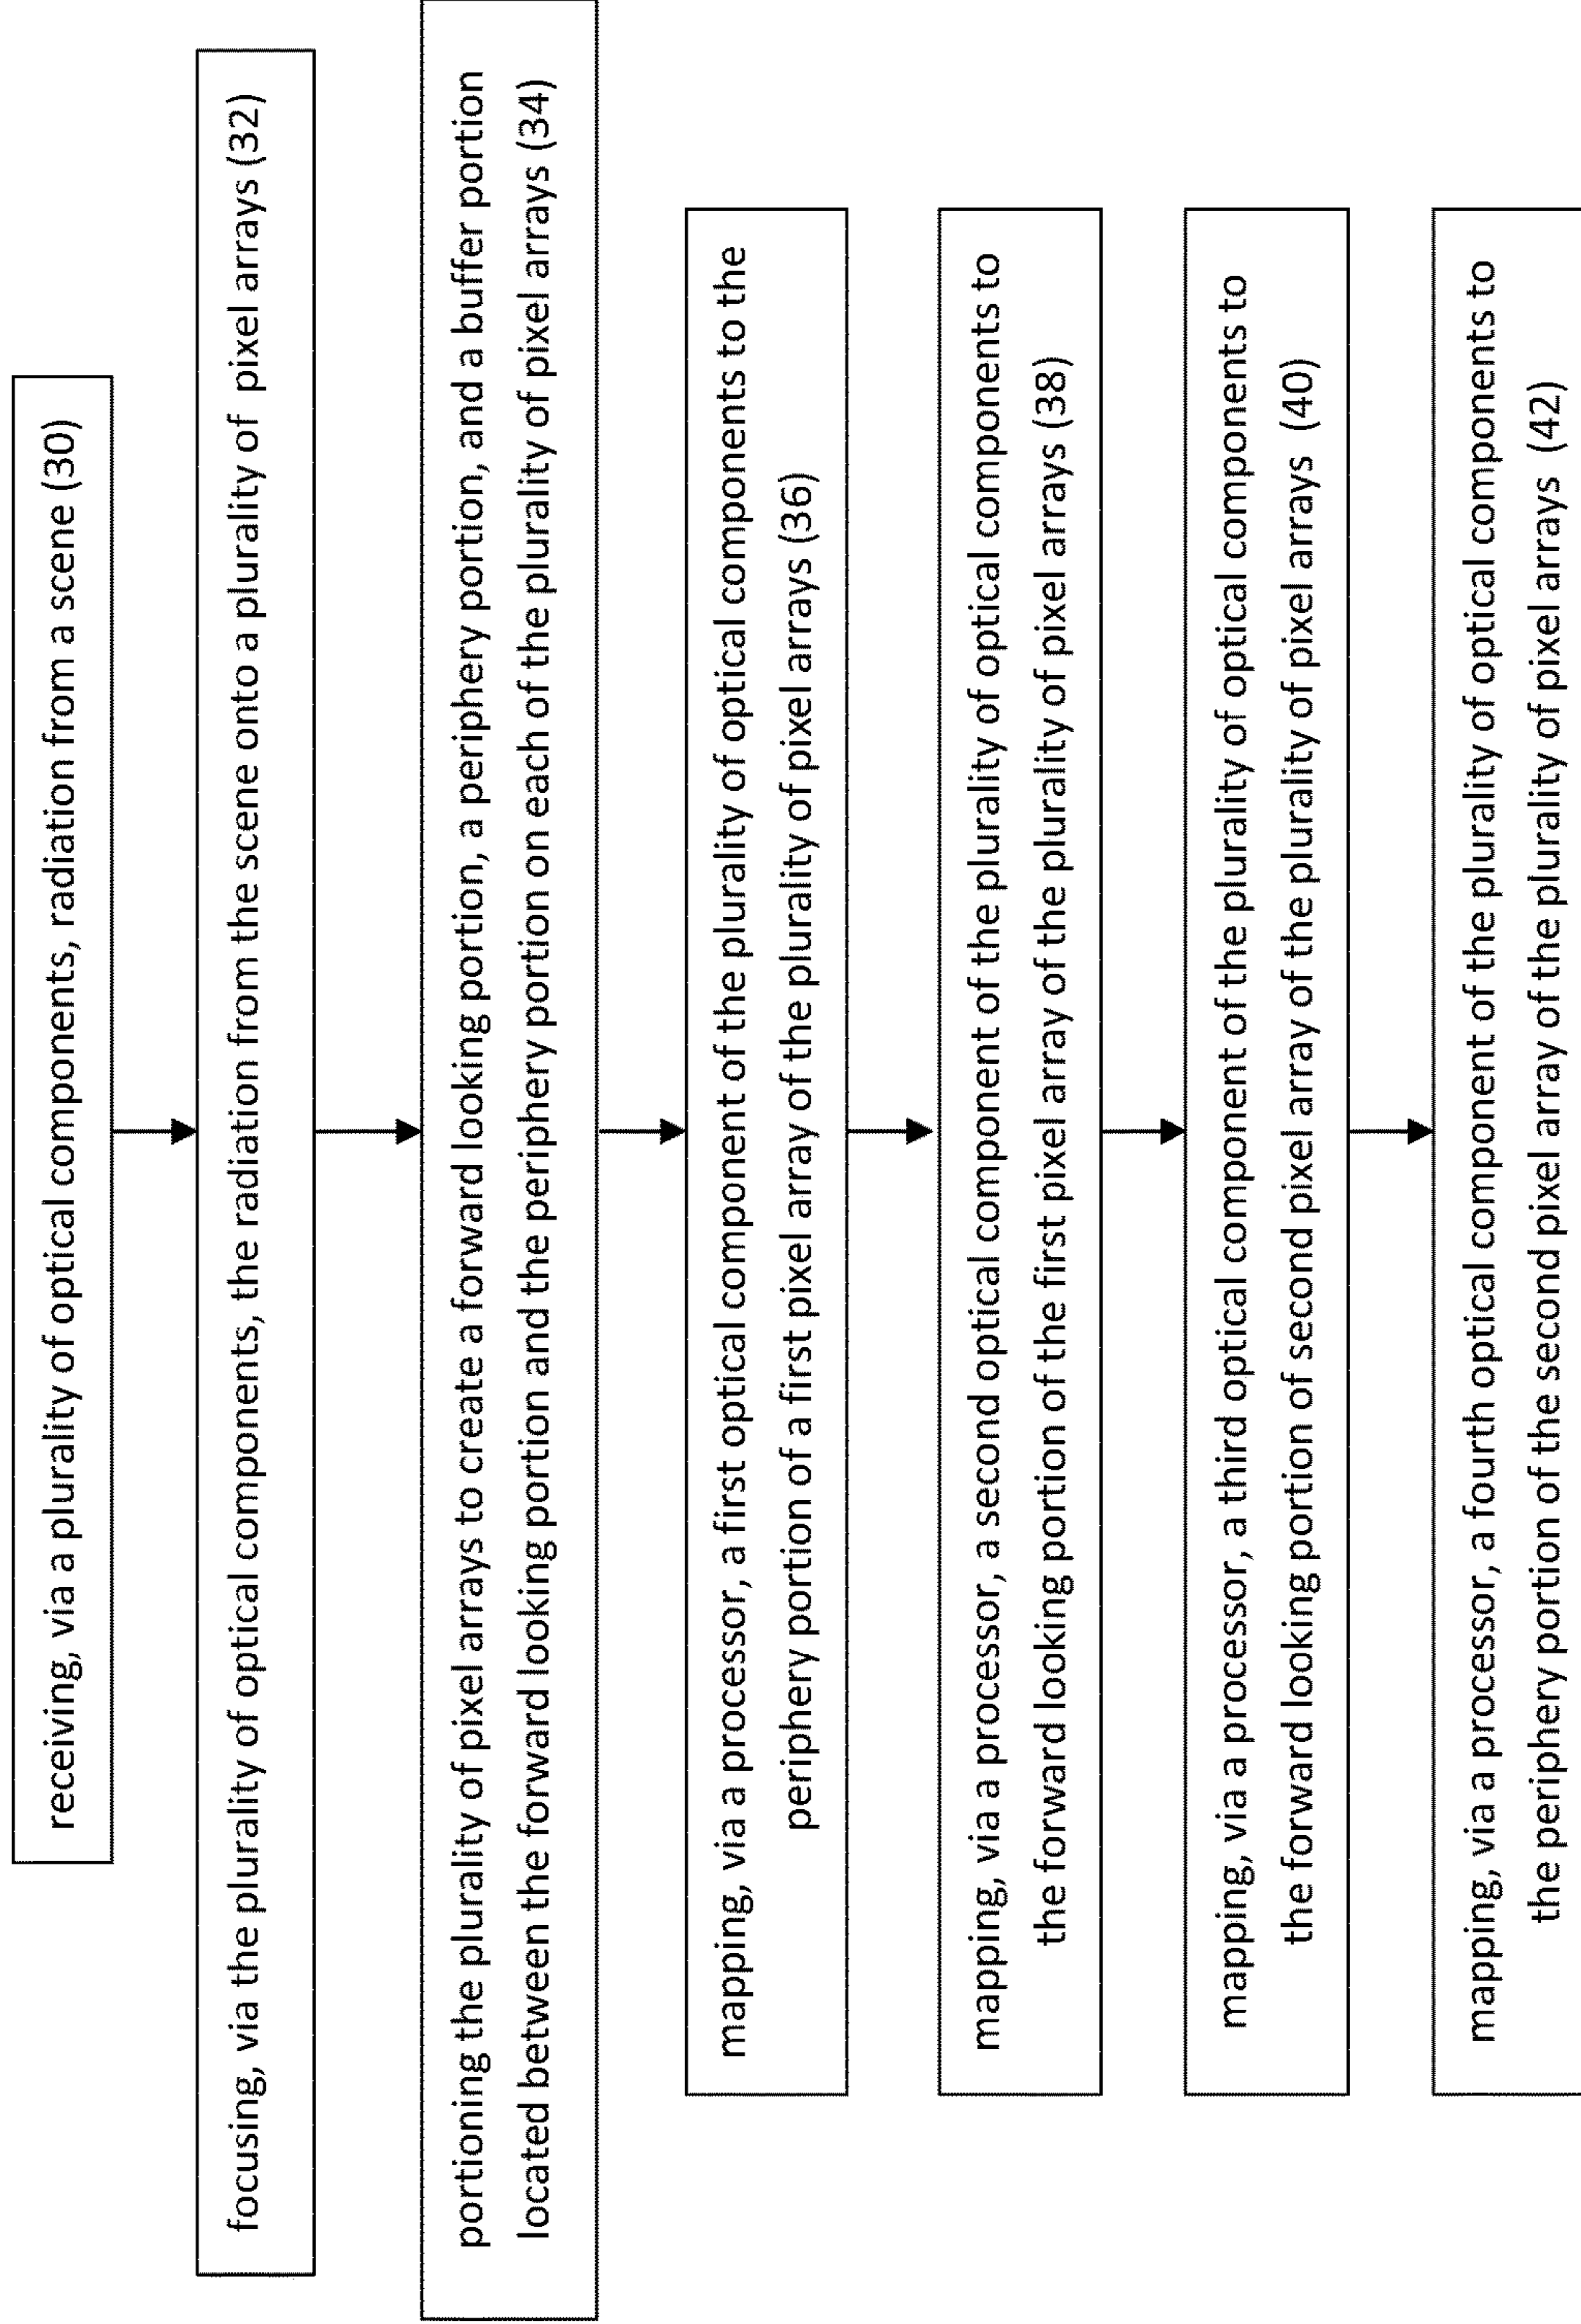 receiving, via a plurality of optical components, radiation from a scene (30)
focusing, via the plurality of optical components, the radiation from the scene onto a plurality of pixel arrays (32)
portioning the plurality of pixel arrays to create a forward looking portion, a periphery portion, and a buffer portion
located between the forward looking portion and the periphery portion on each of the plurality of pixel arrays (34)
mapping, via a processor, a first optical component of the plurality of optical components to the
periphery portion of a first pixel array of the plurality of pixel arrays (36)
mapping, via a processor, a second optical component of the plurality of optical components to
the forward looking portion of the first pixel array of the plurality of pixel arrays (38)
mapping, via a processor, a third optical component of the plurality of optical components to
the forward looking portion of second pixel array of the plurality of pixel arrays (40)
mapping, via a processor, a fourth optical component of the plurality of optical components to
the periphery portion of the second pixel array of the plurality of pixel arrays (42)